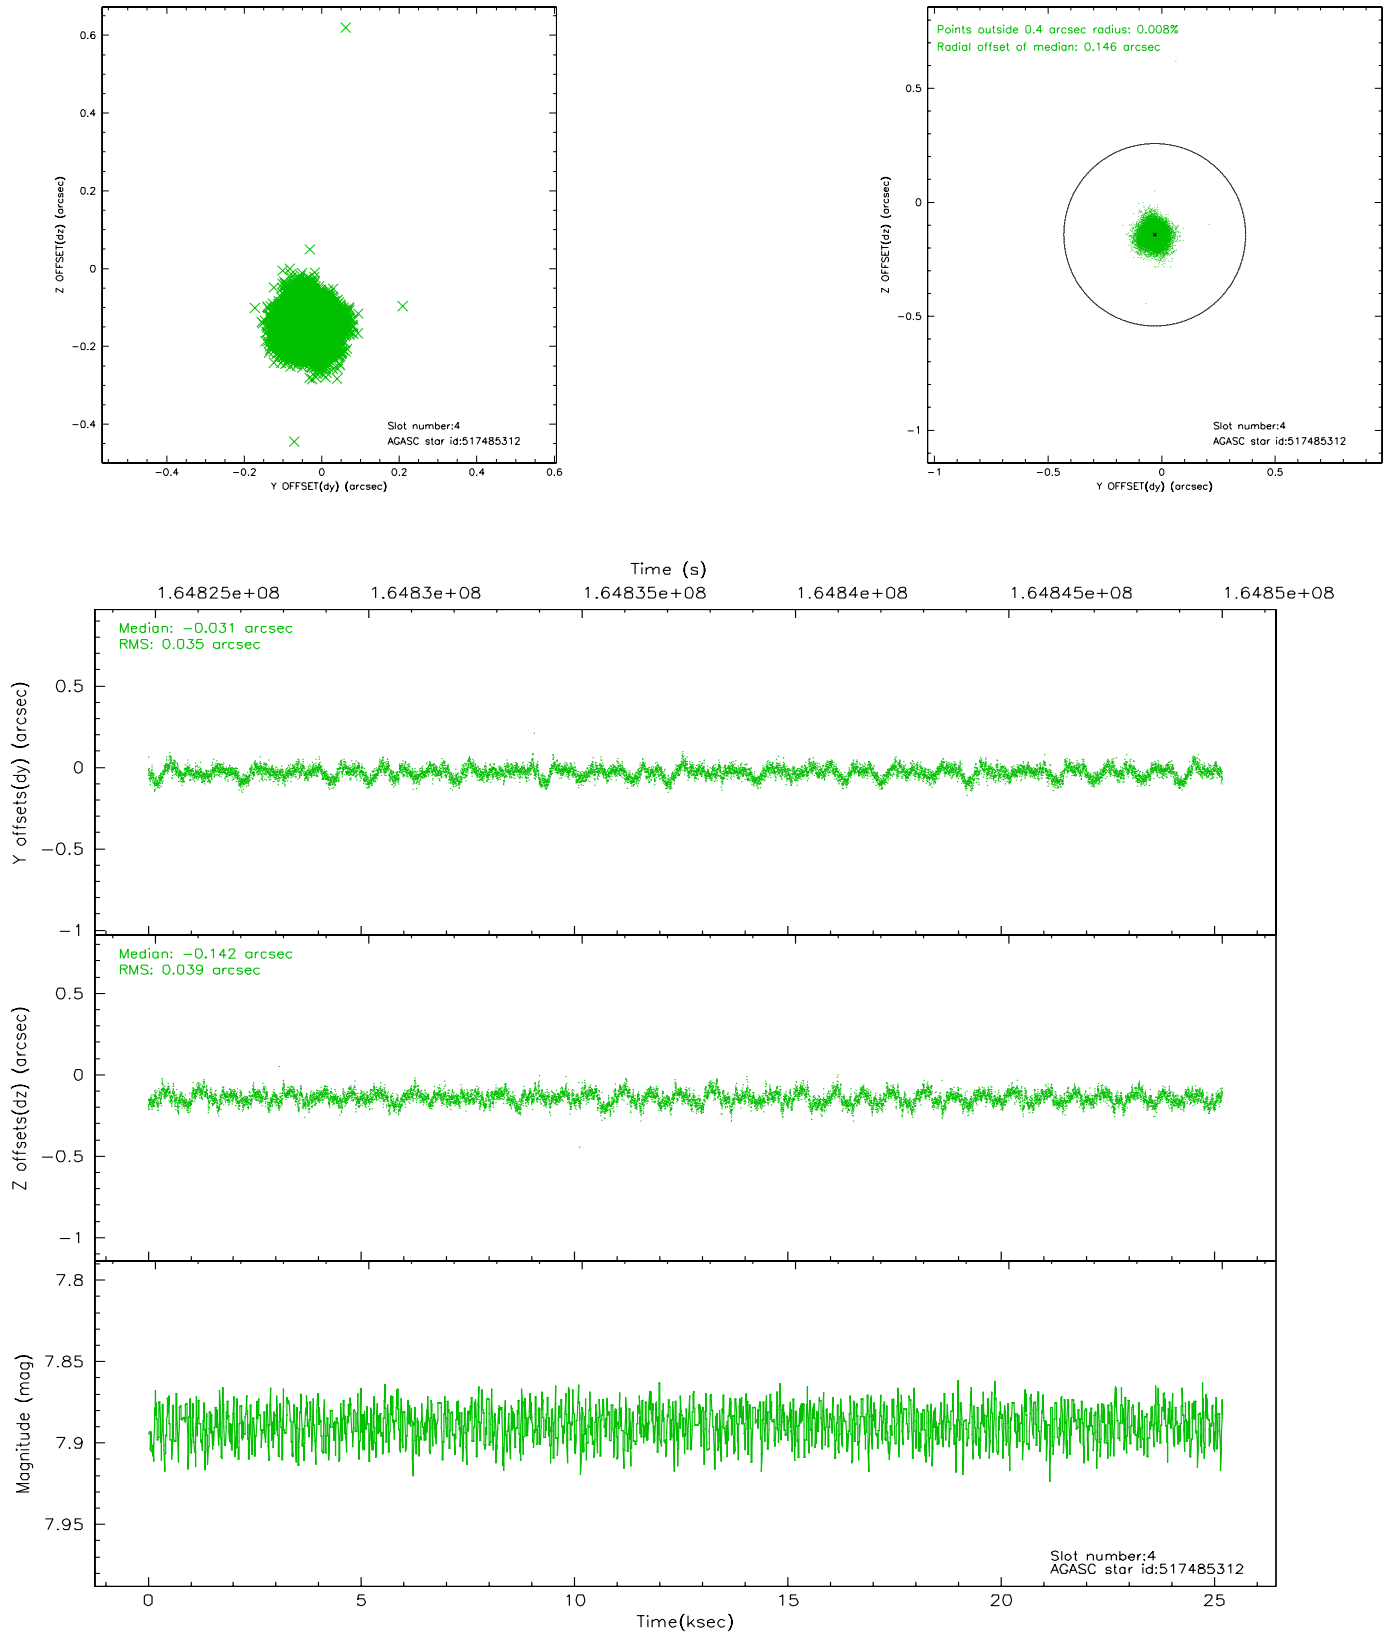 0.6
0.4
0.2
0
−0.2
−0.4
Z OFFSET(dz) (arcsec)
Slot number:4
AGASC star id:517485312
−0.4 −0.2 0 0.2 0.4 0.6
Y OFFSET(dy) (arcsec)
Points outside 0.4 arcsec radius: 0.008%
Radial offset of median: 0.146 arcsec
0.5
0
−0.5
−1
Z OFFSET(dz) (arcsec)
Slot number:4
AGASC star id:517485312
−1 −0.5 0 0.5
Y OFFSET(dy) (arcsec)
Time (s)
1.64825e+08 1.6483e+08 1.64835e+08 1.6484e+08 1.64845e+08 1.6485e+08
Median: −0.031 arcsec
RMS: 0.035 arcsec
0.5
0
−0.5
−1
Y offsets(dy) (arcsec)
Median: −0.142 arcsec
RMS: 0.039 arcsec
0.5
0
−0.5
−1
Z offsets(dz) (arcsec)
7.8
7.85
7.9
7.95
Magnitude (mag)
Slot number:4
AGASC star id:517485312
0 5 10 15 20 25
Time(ksec)